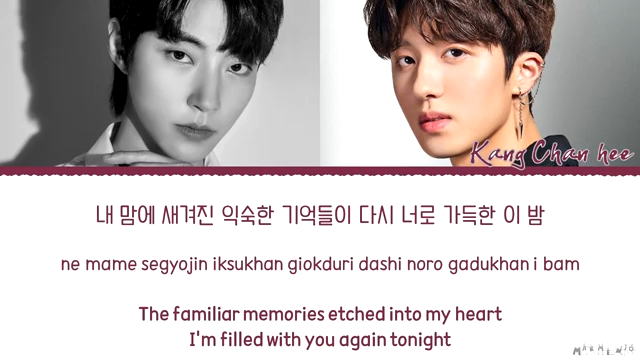 Kang Chan hee
내 맘에 새겨진 익숙한 기억들이 다시 너로 가득한 이 밤
ne mame segyojin iksukhan giokduri dashi noro gadukhan i bam
The familiar memories etched into my heart
I'm filled with you again tonight